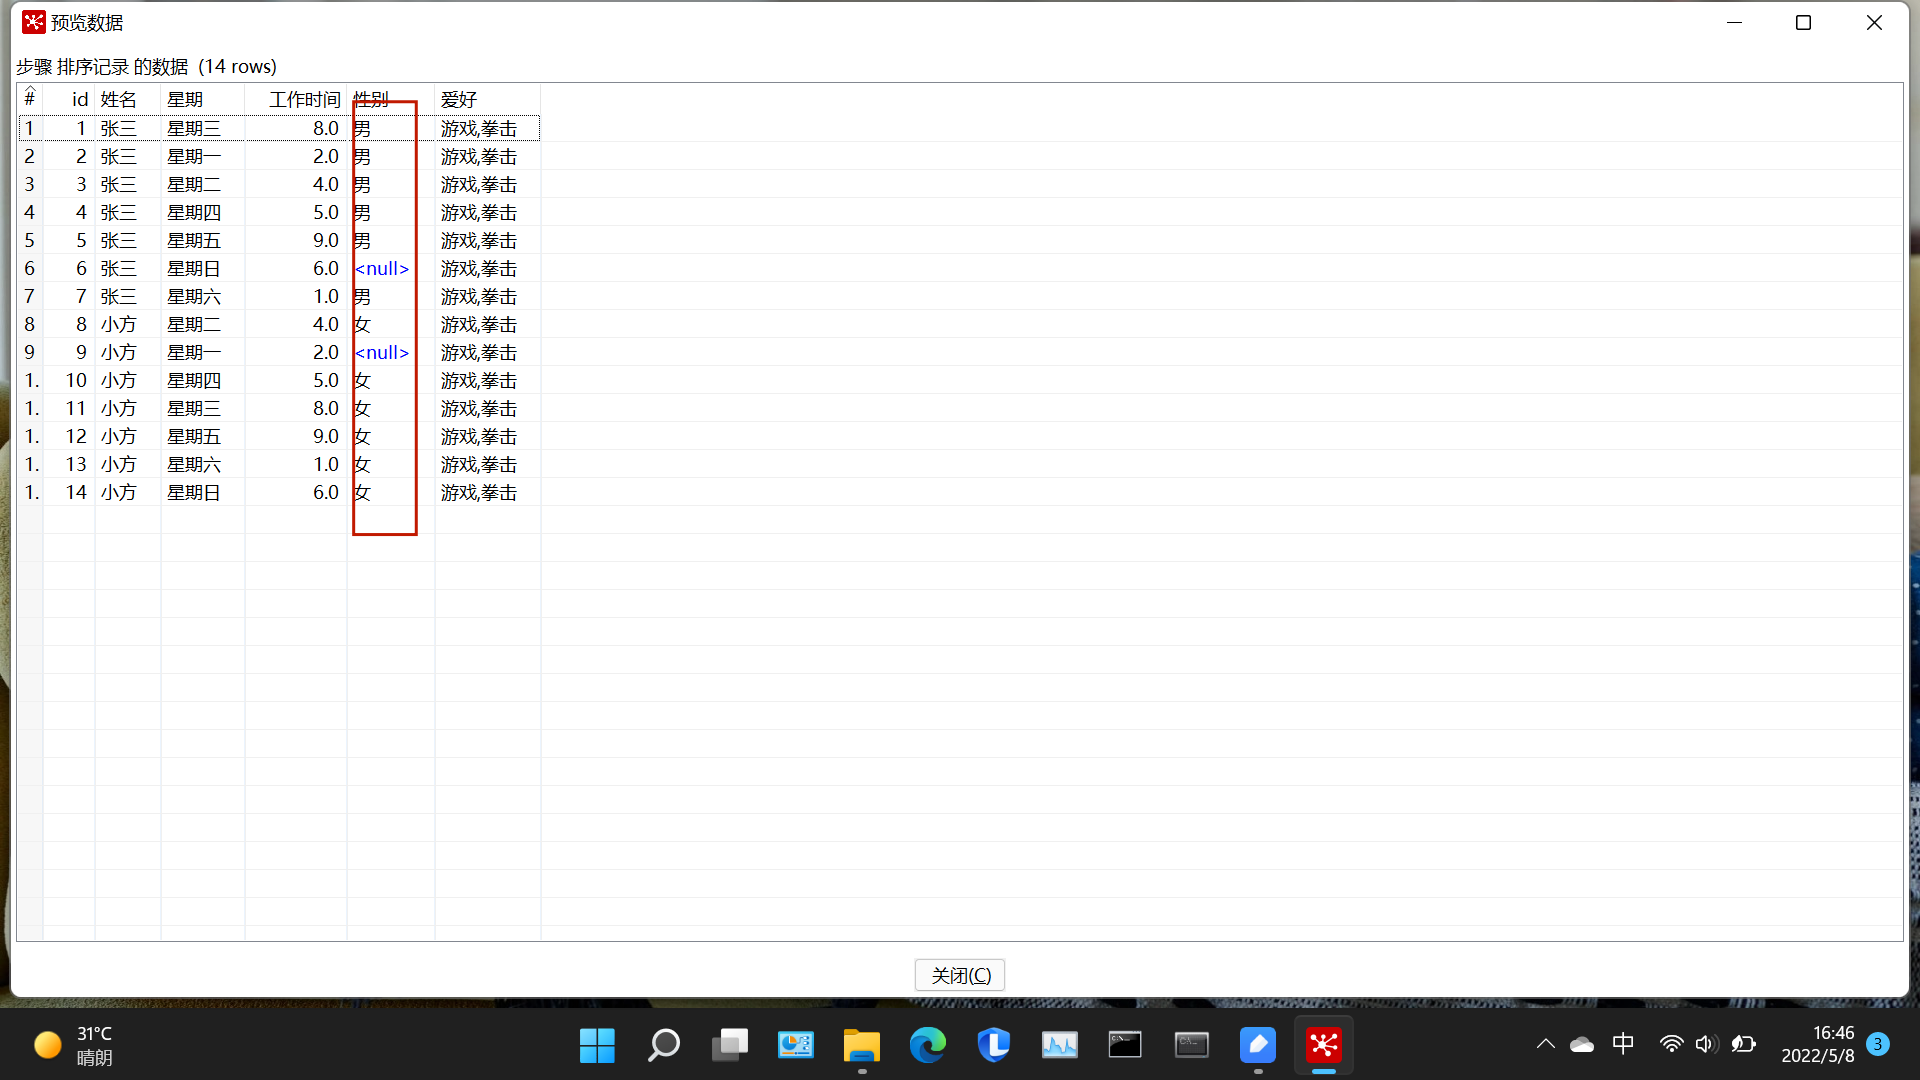 预览数据
步骤 排序记录 的数据 (14 rows)
# id 姓名 星期 工作时间 性别 爱好
1 1 张三 星期三 8.0 男 游戏,拳击
2 2 张三 星期一 2.0 男 游戏,拳击
3 3 张三 星期二 4.0 男 游戏,拳击
4 4 张三 星期四 5.0 男 游戏,拳击
5 5 张三 星期五 9.0 男 游戏,拳击
6 6 张三 星期日 6.0 <null> 游戏,拳击
7 7 张三 星期六 1.0 男 游戏,拳击
8 8 小方 星期二 4.0 女 游戏,拳击
9 9 小方 星期一 2.0 <null> 游戏,拳击
1. 10 小方 星期四 5.0 女 游戏,拳击
1. 11 小方 星期三 8.0 女 游戏,拳击
1. 12 小方 星期五 9.0 女 游戏,拳击
1. 13 小方 星期六 1.0 女 游戏,拳击
1. 14 小方 星期日 6.0 女 游戏,拳击
关闭(C)
31°C
晴朗
中
16:46
2022/5/8
3